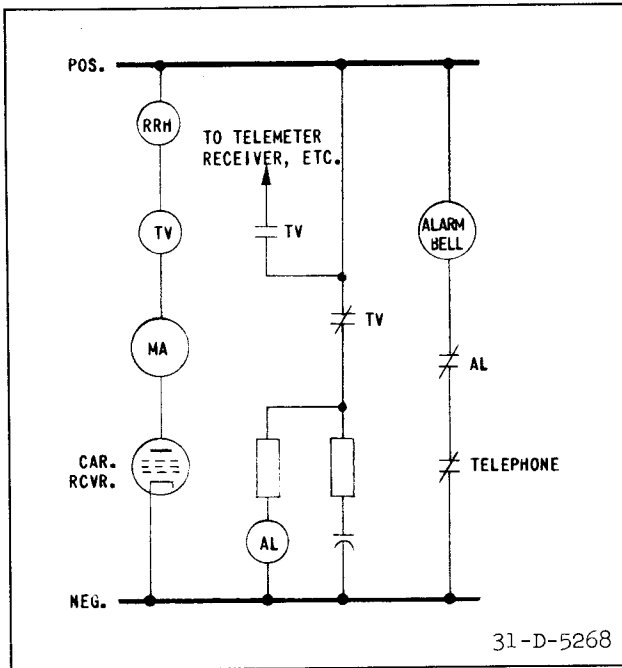 POS.
RRH
TO TELEMETER
RECEIVER, ETC.
TV
TV
ALARM
BELL
TV
MA
AL
CAR.
RCVR.
TELEPHONE
AL
NEG.
31-D-5268